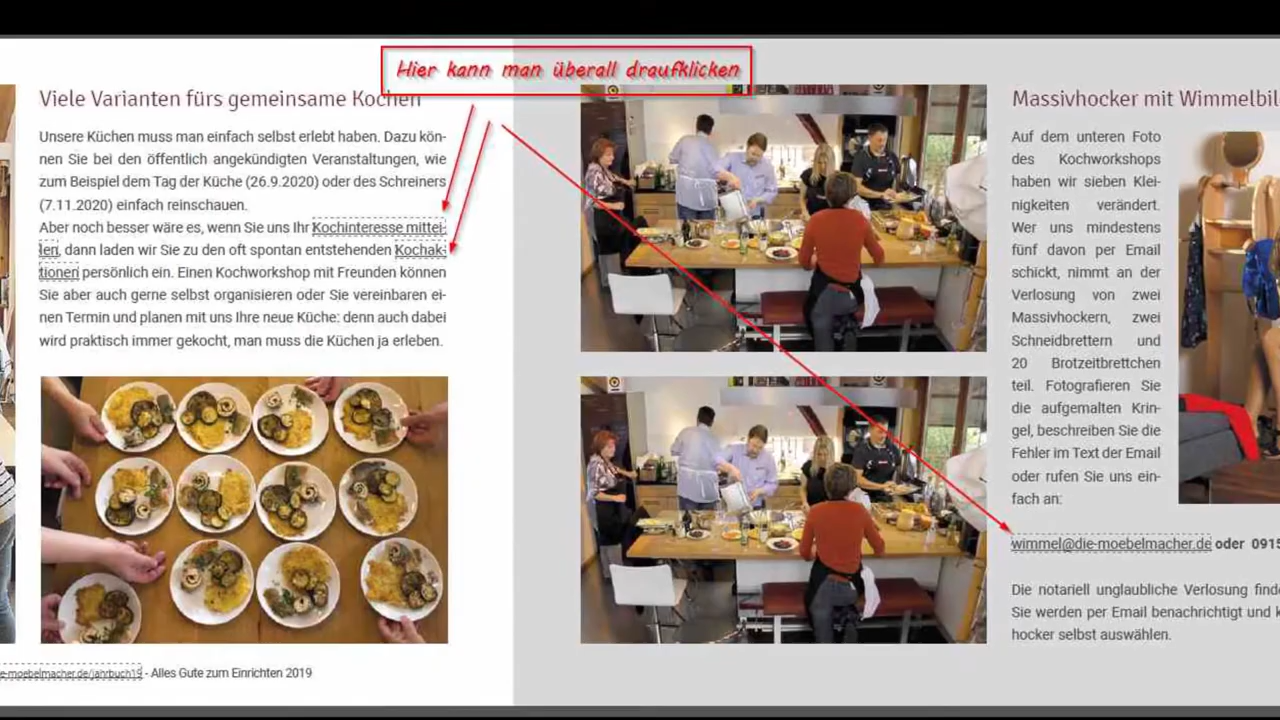 Hier kann man überall draufklicken
Viele Varianten fürs gemeinsame Kochen
Unsere Küchen muss man einfach selbst erlebt haben. Dazu kön-
nen Sie bei den öffentlich angekündigten Veranstaltungen, wie
zum Beispiel dem Tag der Küche (26.9.2020) oder des Schreiners
(7.11.2020) einfach reinschauen.
Aber noch besser wäre es, wenn Sie uns Ihr Kochinteresse mittei-
len, dann laden wir Sie zu den oft spontan entstehenden Kochak-
tionen persönlich ein. Einen Kochworkshop mit Freunden können
Sie aber auch gerne selbst organisieren oder Sie vereinbaren ei-
nen Termin und planen mit uns Ihre neue Küche: denn auch dabei
wird praktisch immer gekocht, man muss die Küchen ja erleben.
e-moebelmacher.de/jahrbuch19 - Alles Gute zum Einrichten 2019
Massivhocker mit Wimmelbil
Auf dem unteren Foto
des Kochworkshops
haben wir sieben Klei-
nigkeiten verändert.
Wer uns mindestens
fünf davon per Email
schickt, nimmt an der
Verlosung von zwei
Massivhockern, zwei
Schneidbrettern und
20 Brotzeitbrettchen
teil. Fotografieren Sie
die aufgemalten Krin-
gel, beschreiben Sie die
Fehler im Text der Email
oder rufen Sie uns ein-
fach an:
wimmel@die-moebelmacher.de oder 0915
Die notariell unglaubliche Verlosung find
Sie werden per Email benachrichtigt und k
hocker selbst auswählen.